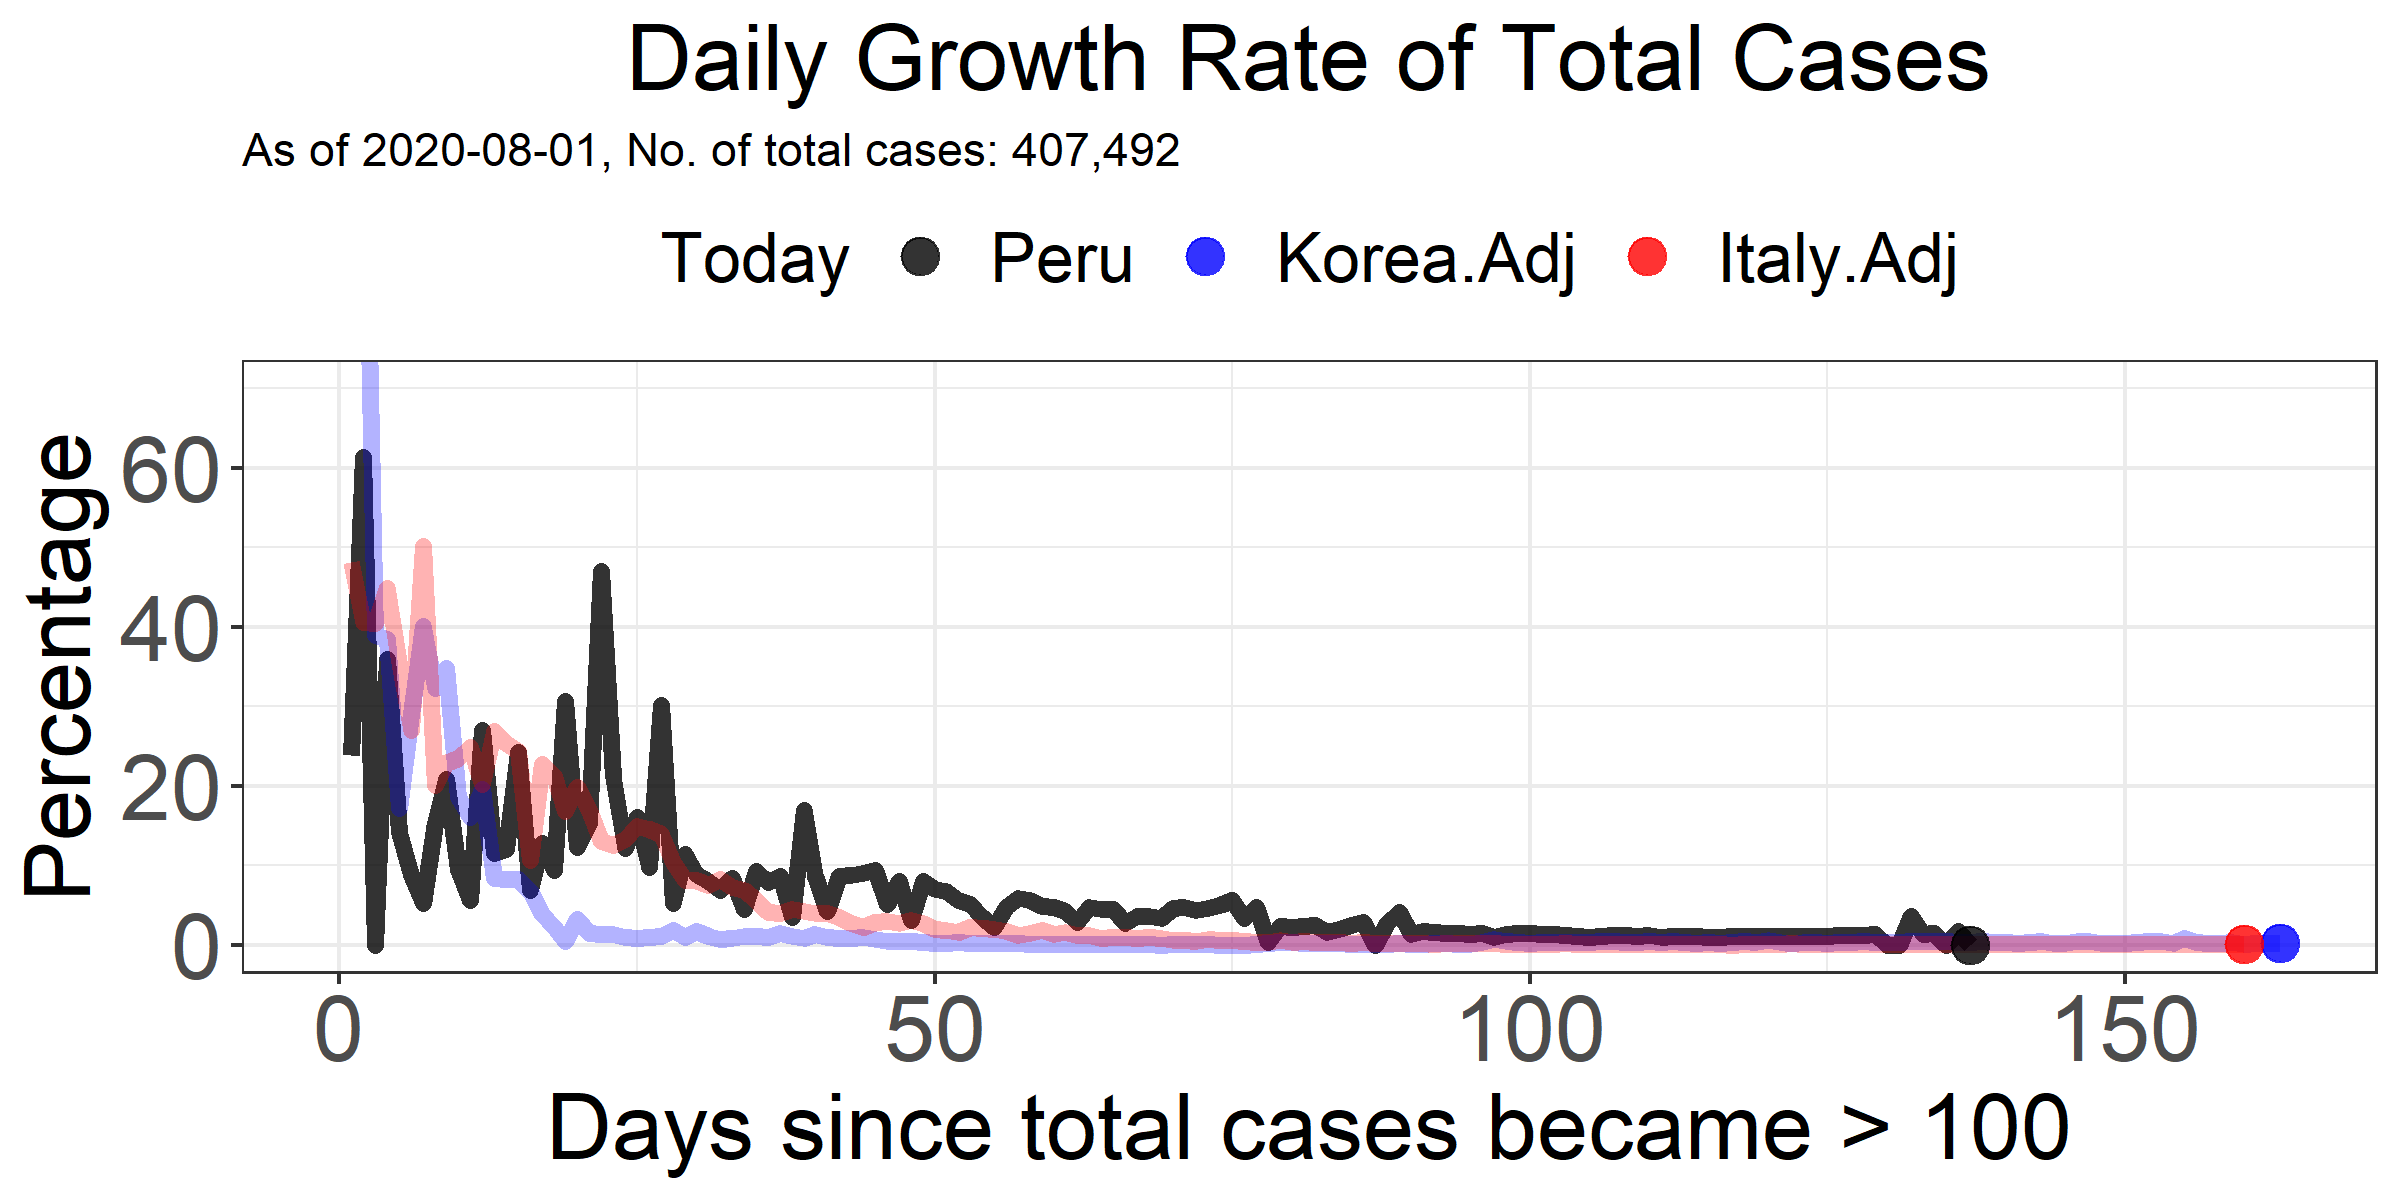 Daily Growth Rate of Total Cases
As of 2020-08-01, No. of total cases: 407,492
Today Peru Korea.Adj Italy.Adj
Percentage
60
40
20
0
0 50 100 150
Days since total cases became > 100